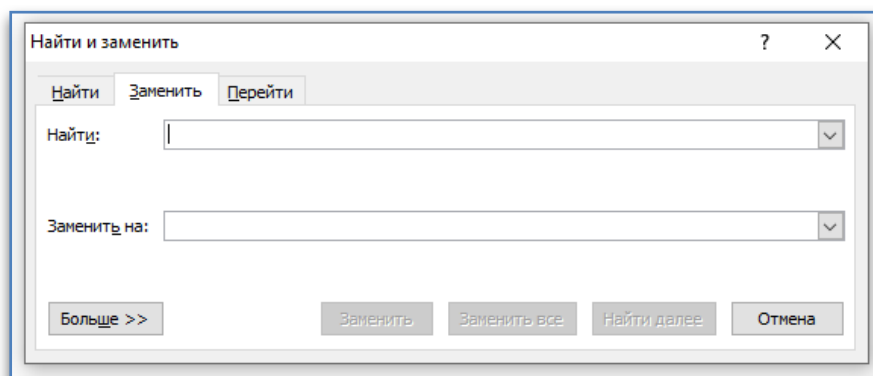 Найти и заменить ?
Найти Заменить Перейти
Найти:
Заменить на:
Больше >> Заменить Заменить все Найти далее Отмена